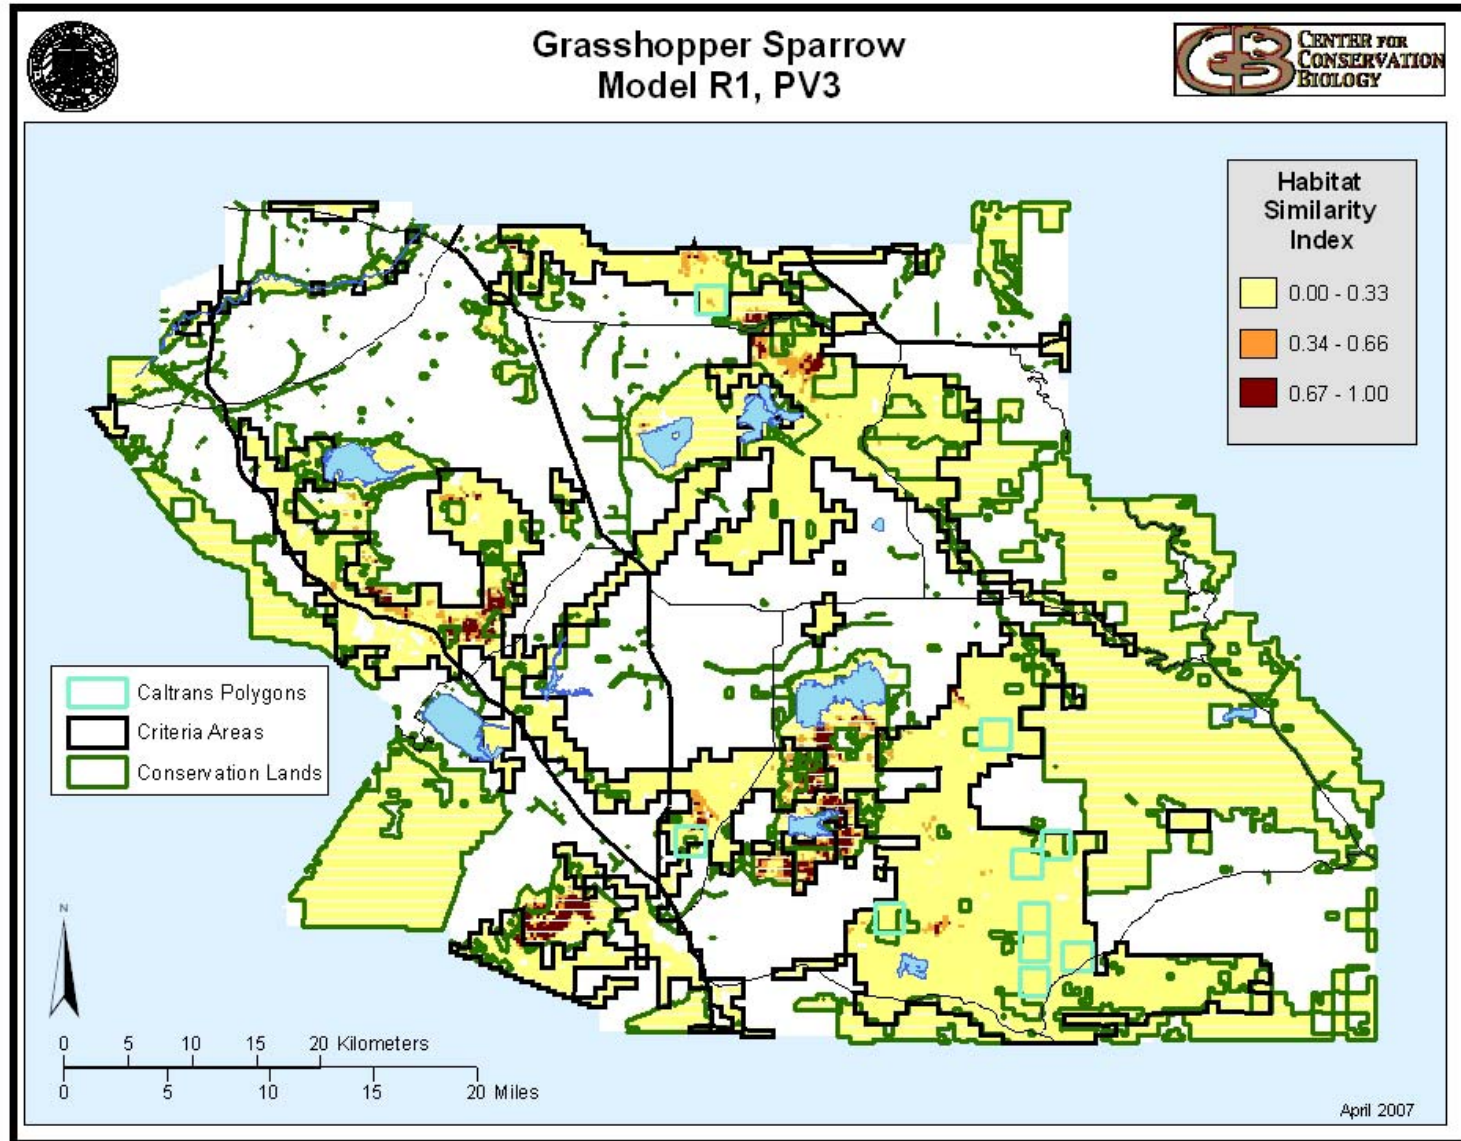 Grasshopper Sparrow
Model R1, PV3
CENTER FOR
CONSERVATION
BIOLOGY
Habitat
Similarity
Index
0.00 - 0.33
0.34 - 0.66
0.67 - 1.00
Caltrans Polygons
Criteria Areas
Conservation Lands
N
0 5 10 15 20 Kilometers
0 5 10 15 20 Miles
April 2007